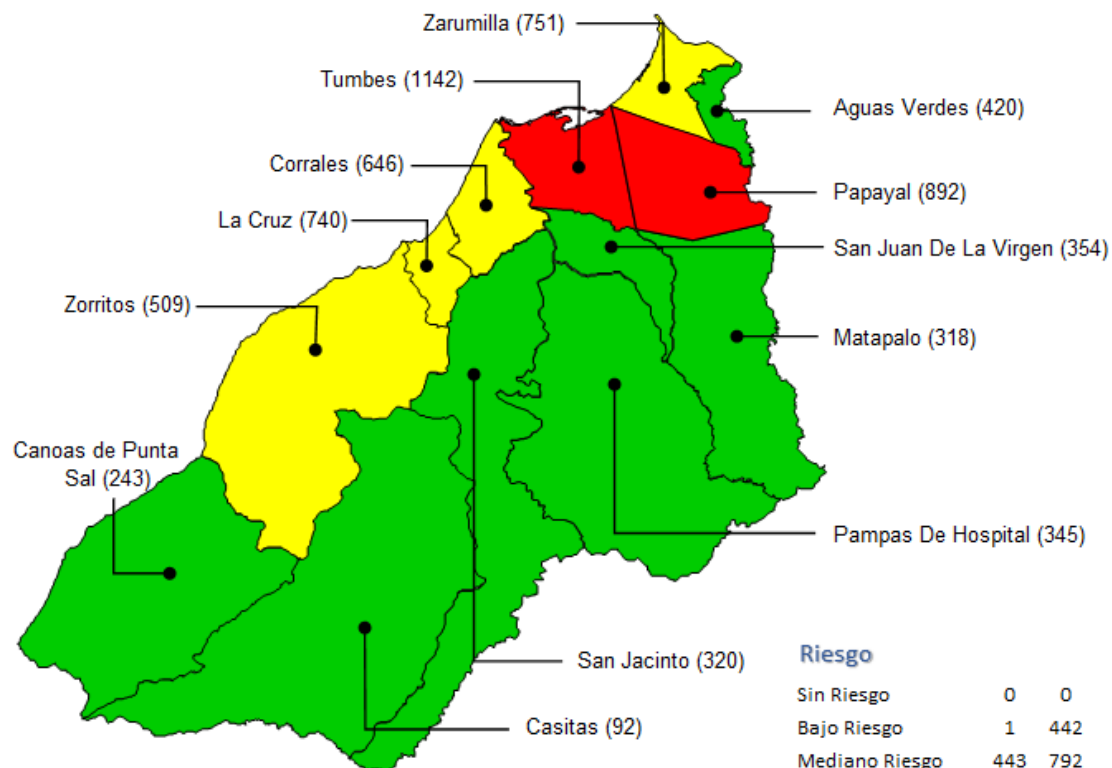 Zarumilla (751)
Tumbes (1142)
Aguas Verdes (420)
Corrales (646)
Papayal (892)
La Cruz (740)
San Juan De La Virgen (354)
Zorritos (509)
Matapalo (318)
Canoas de Punta
Sal (243)
Pampas De Hospital (345)
San Jacinto (320)
Casitas (92)
Riesgo
Sin Riesgo 0 0
Bajo Riesgo 1 442
Mediano Riesgo 443 792